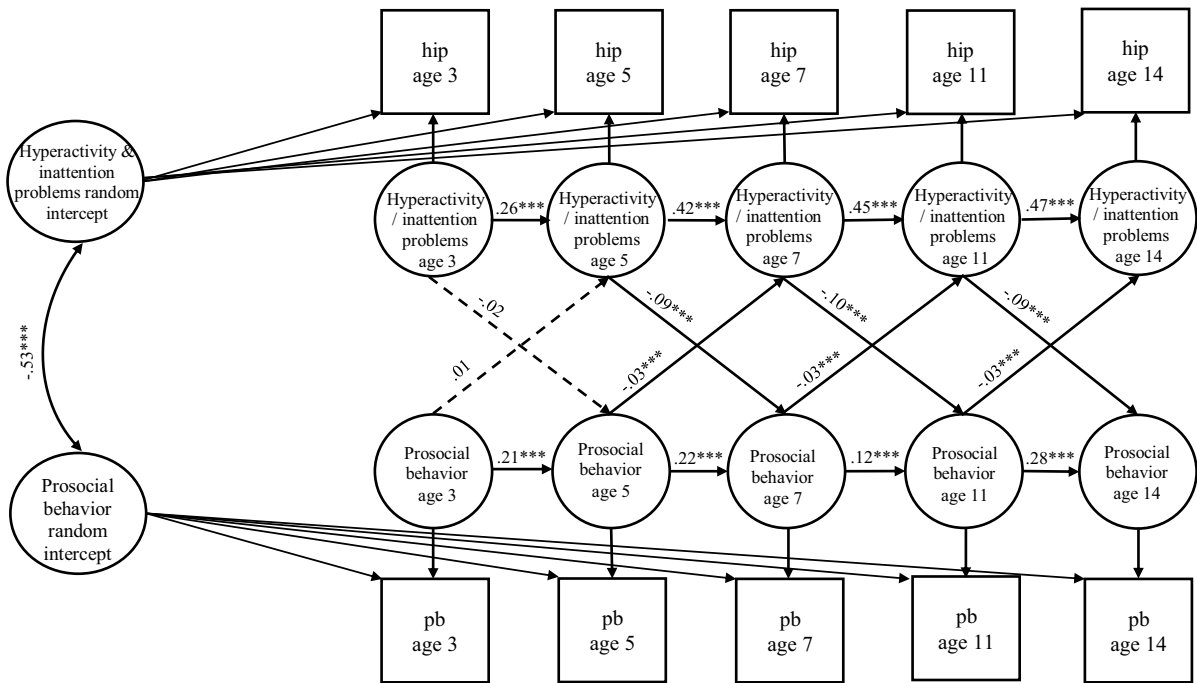 hip
age 3
hip
age 5
hip
age 7
hip
age 11
hip
age 14
Hyperactivity &
inattention
problems random
intercept
Hyperactivity
/ inattention
problems
age 3
.26***
Hyperactivity
/ inattention
problems
age 5
.42***
Hyperactivity
/ inattention
problems
age 7
.45***
Hyperactivity
/ inattention
problems
age 11
.47***
Hyperactivity
/ inattention
problems
age 14
-.53***
-.02
.01
-.09***
-.03***
-.10***
-.03***
-.09***
-.03***
Prosocial
behavior
random
intercept
Prosocial
behavior
age 3
.21***
Prosocial
behavior
age 5
.22***
Prosocial
behavior
age 7
.12***
Prosocial
behavior
age 11
.28***
Prosocial
behavior
age 14
pb
age 3
pb
age 5
pb
age 7
pb
age 11
pb
age 14